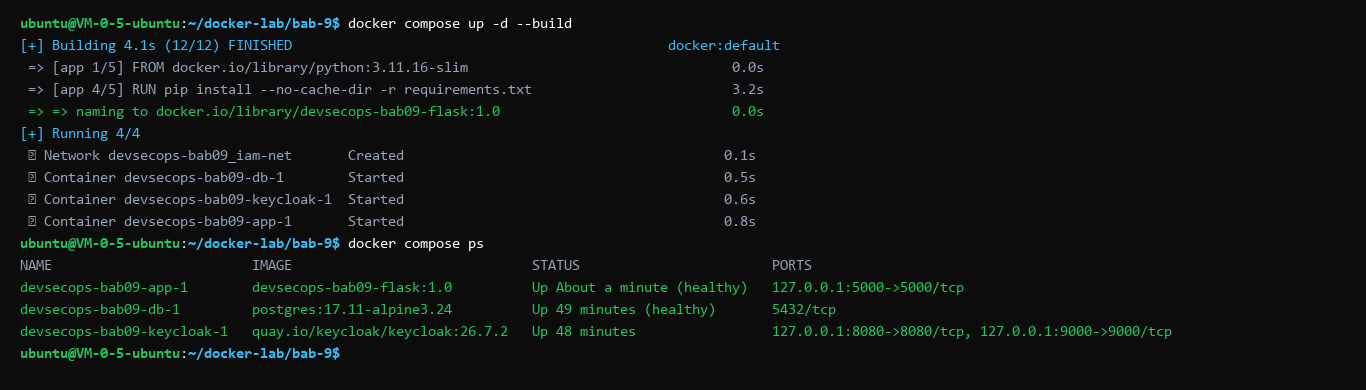 ubuntu@VM-0-5-ubuntu:~/docker-lab/bab-9$ docker compose up -d --build
[+] Building 4.1s (12/12) FINISHED docker:default
=> [app 1/5] FROM docker.io/library/python:3.11.16-slim 0.0s
=> [app 4/5] RUN pip install --no-cache-dir -r requirements.txt 3.2s
=> => naming to docker.io/library/devsecops-bab09-flask:1.0 0.0s
[+] Running 4/4
Network devsecops-bab09_iam-net Created 0.1s
Container devsecops-bab09-db-1 Started 0.5s
Container devsecops-bab09-keycloak-1 Started 0.6s
Container devsecops-bab09-app-1 Started 0.8s
ubuntu@VM-0-5-ubuntu:~/docker-lab/bab-9$ docker compose ps
NAME IMAGE STATUS PORTS
devsecops-bab09-app-1 devsecops-bab09-flask:1.0 Up About a minute (healthy) 127.0.0.1:5000->5000/tcp
devsecops-bab09-db-1 postgres:17.11-alpine3.24 Up 49 minutes (healthy) 5432/tcp
devsecops-bab09-keycloak-1 quay.io/keycloak/keycloak:26.7.2 Up 48 minutes 127.0.0.1:8080->8080/tcp, 127.0.0.1:9000->9000/tcp
ubuntu@VM-0-5-ubuntu:~/docker-lab/bab-9$